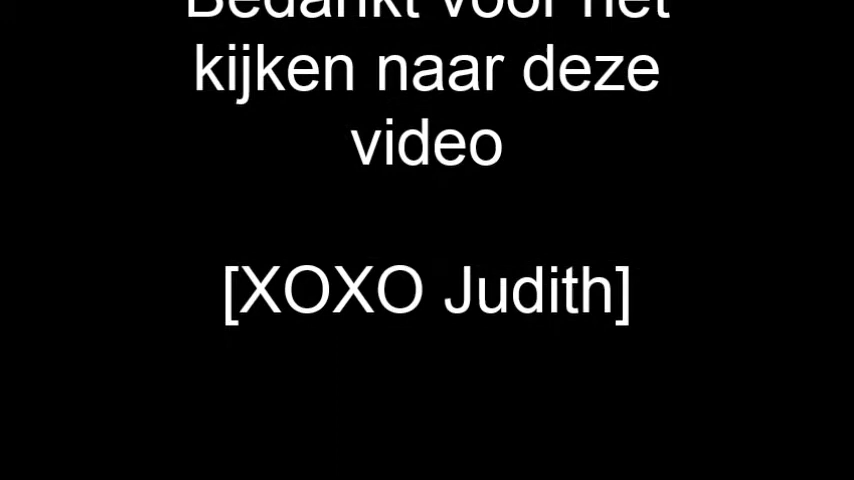 Bedankt voor het
kijken naar deze
video
[XOXO Judith]